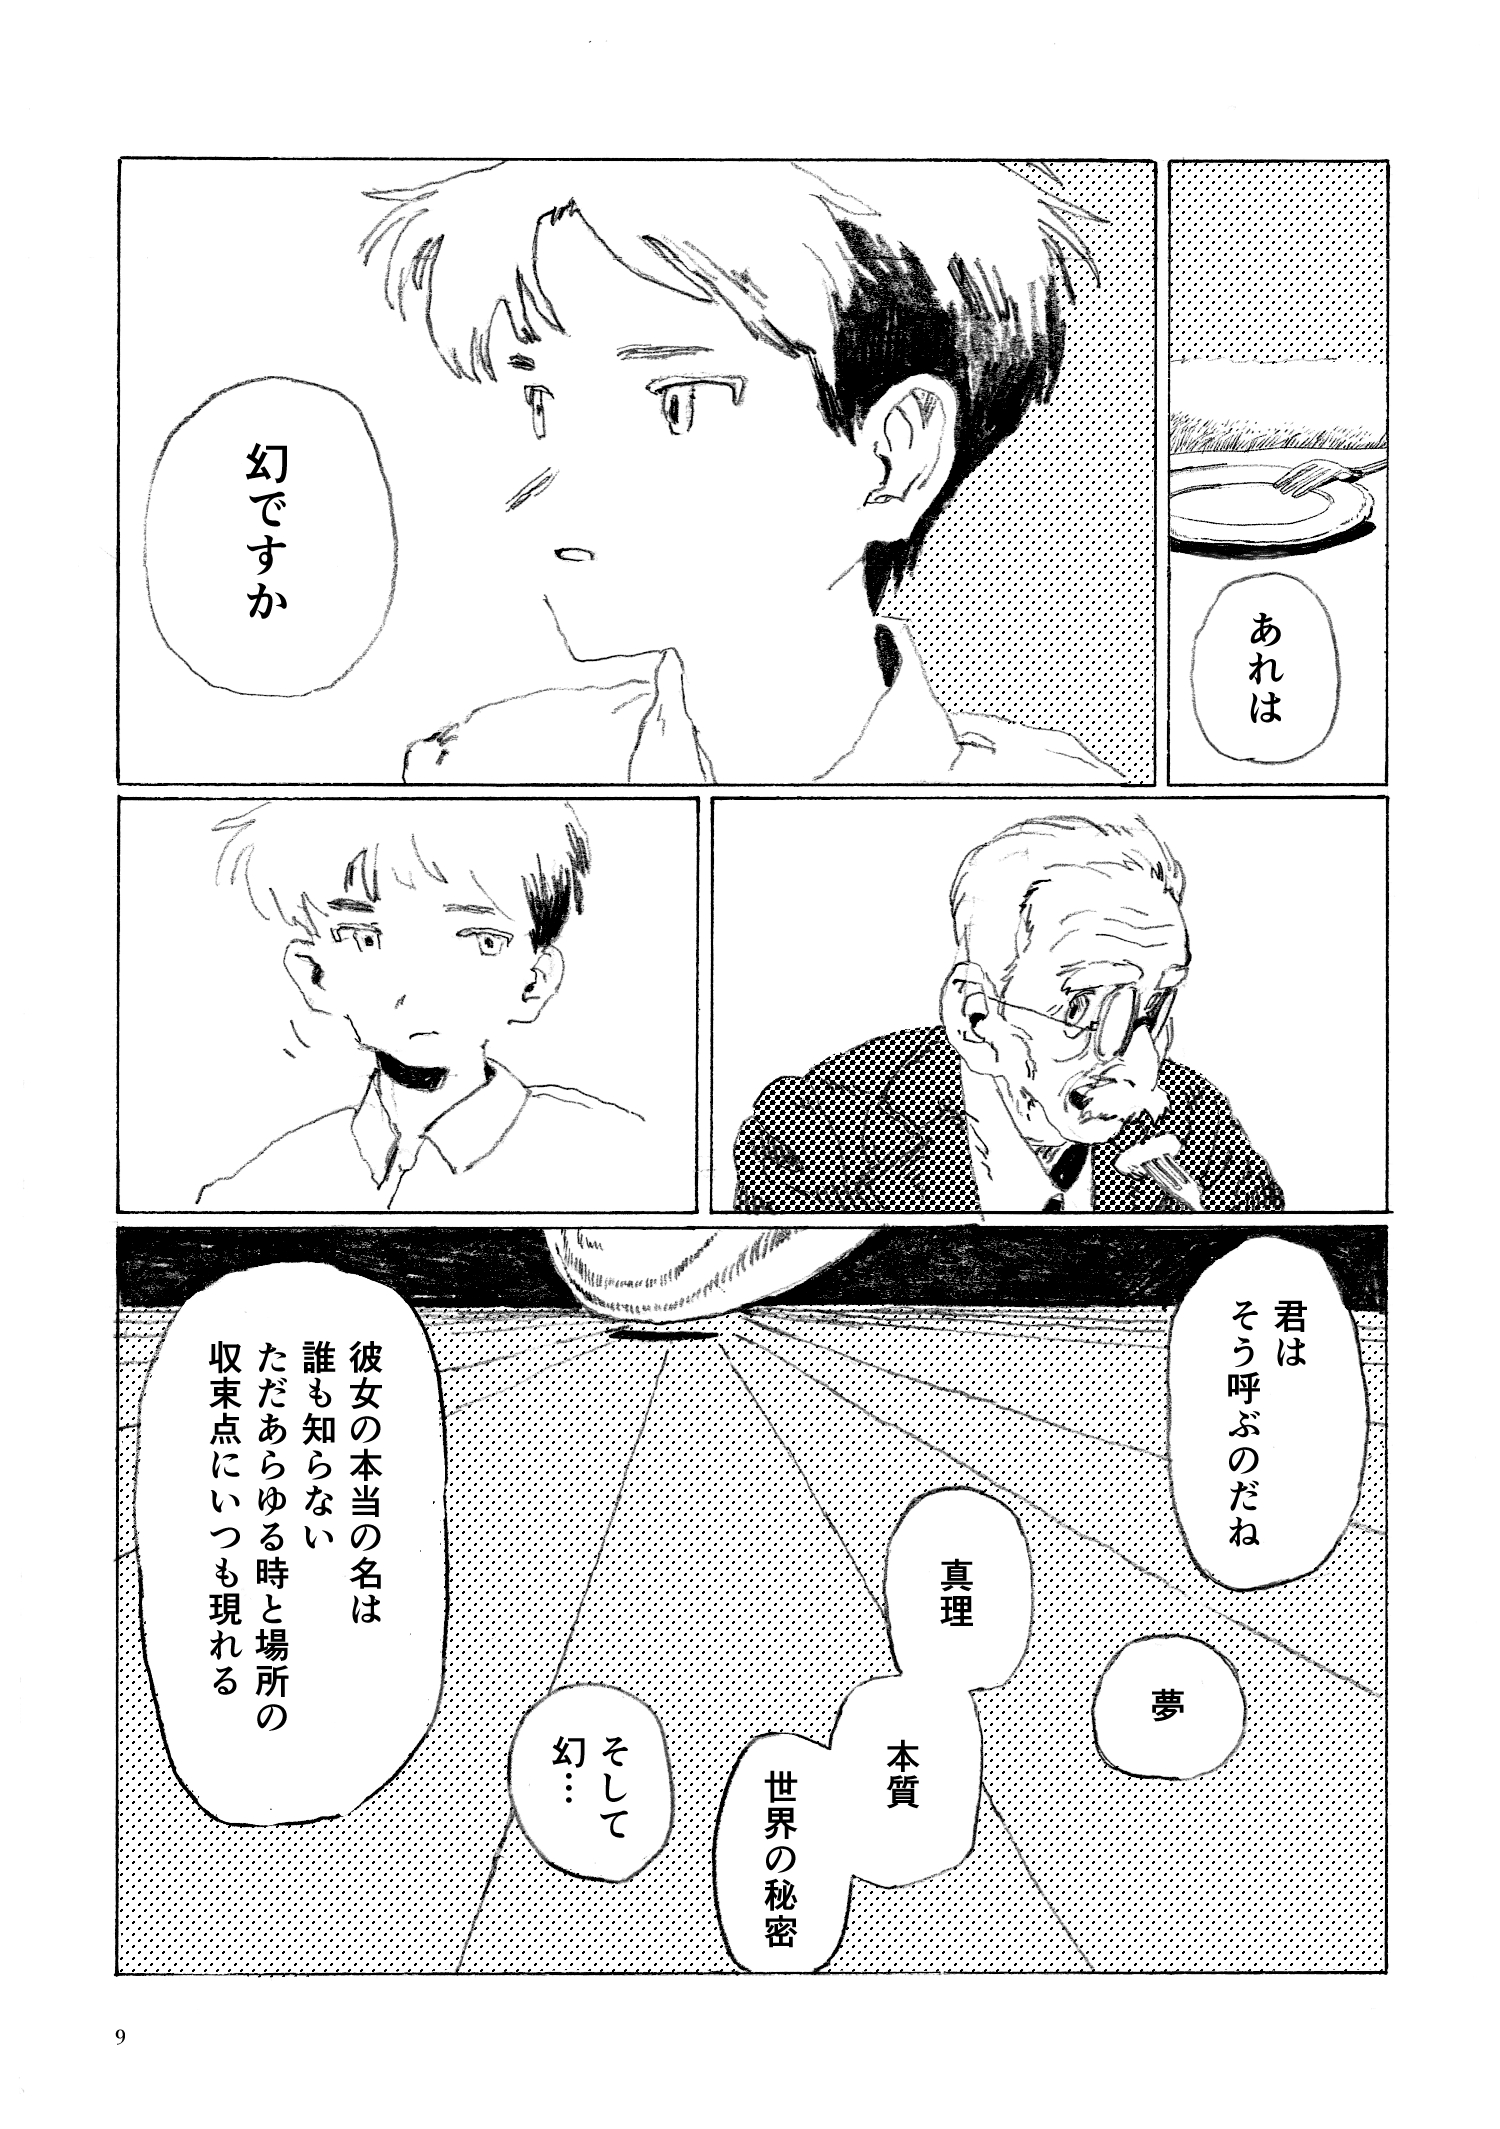 あれは
幻ですか
君は
そう呼ぶのだね
夢
真理
本質
世界の秘密
そして
幻…
彼女の本当の名は
誰も知らない
ただあらゆる時と場所の
収束点にいつも現れる
9